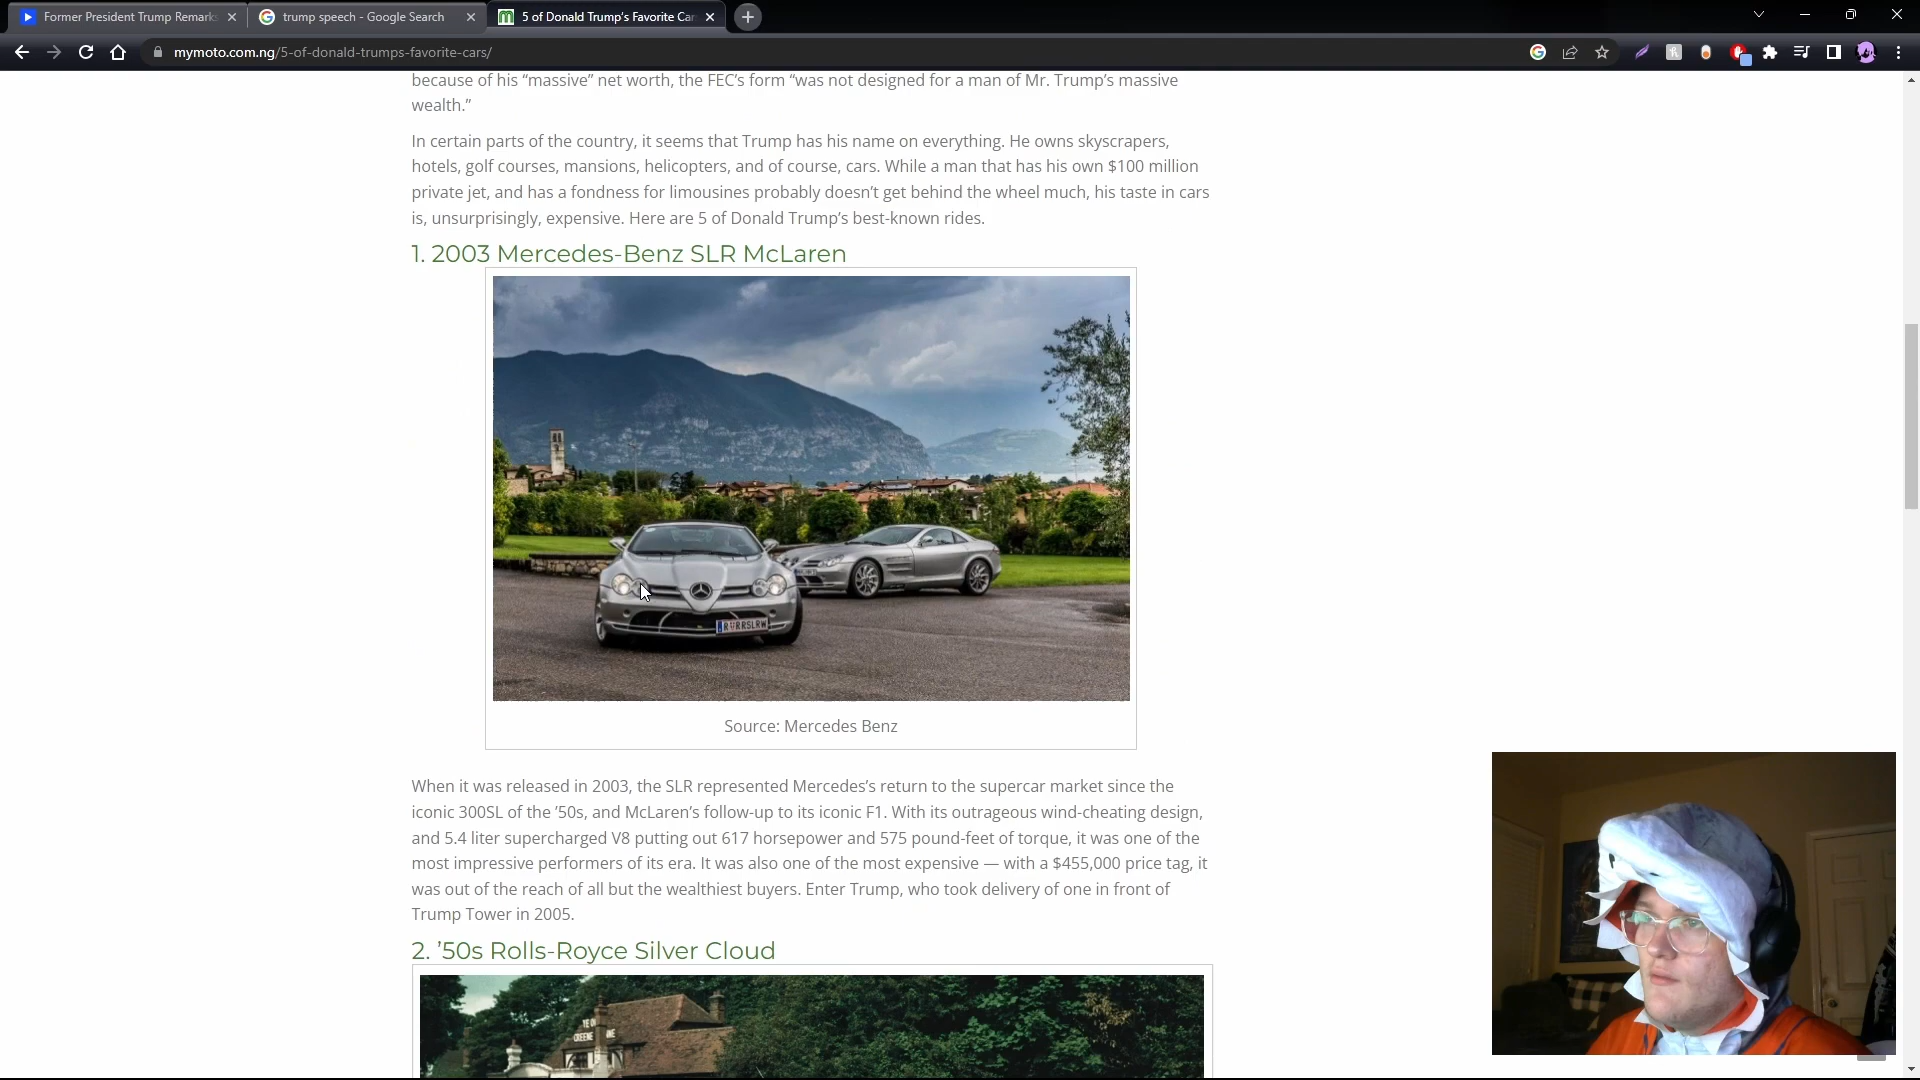 Former President Trump Remarks
trump speech - Google Search
5 of Donald Trump's Favorite Car
mymoto.com.ng/5-of-donald-trumps-favorite-cars/
because of his “massive” net worth, the FEC’s form “was not designed for a man of Mr. Trump’s massive
wealth.”
In certain parts of the country, it seems that Trump has his name on everything. He owns skyscrapers,
hotels, golf courses, mansions, helicopters, and of course, cars. While a man that has his own $100 million
private jet, and has a fondness for limousines probably doesn’t get behind the wheel much, his taste in cars
is, unsurprisingly, expensive. Here are 5 of Donald Trump’s best-known rides.
1. 2003 Mercedes-Benz SLR McLaren
Source: Mercedes Benz
When it was released in 2003, the SLR represented Mercedes’s return to the supercar market since the
iconic 300SL of the ’50s, and McLaren’s follow-up to its iconic F1. With its outrageous wind-cheating design,
and 5.4 liter supercharged V8 putting out 617 horsepower and 575 pound-feet of torque, it was one of the
most impressive performers of its era. It was also one of the most expensive — with a $455,000 price tag, it
was out of the reach of all but the wealthiest buyers. Enter Trump, who took delivery of one in front of
Trump Tower in 2005.
2. ’50s Rolls-Royce Silver Cloud